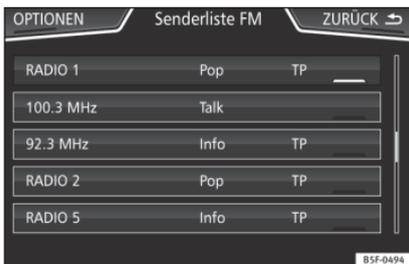 OPTIONEN Senderliste FM ZURÜCK
RADIO 1 Pop TP
100.3 MHz Talk
92.3 MHz Info TP
RADIO 2 Pop TP
RADIO 5 Info TP
B5F-0494